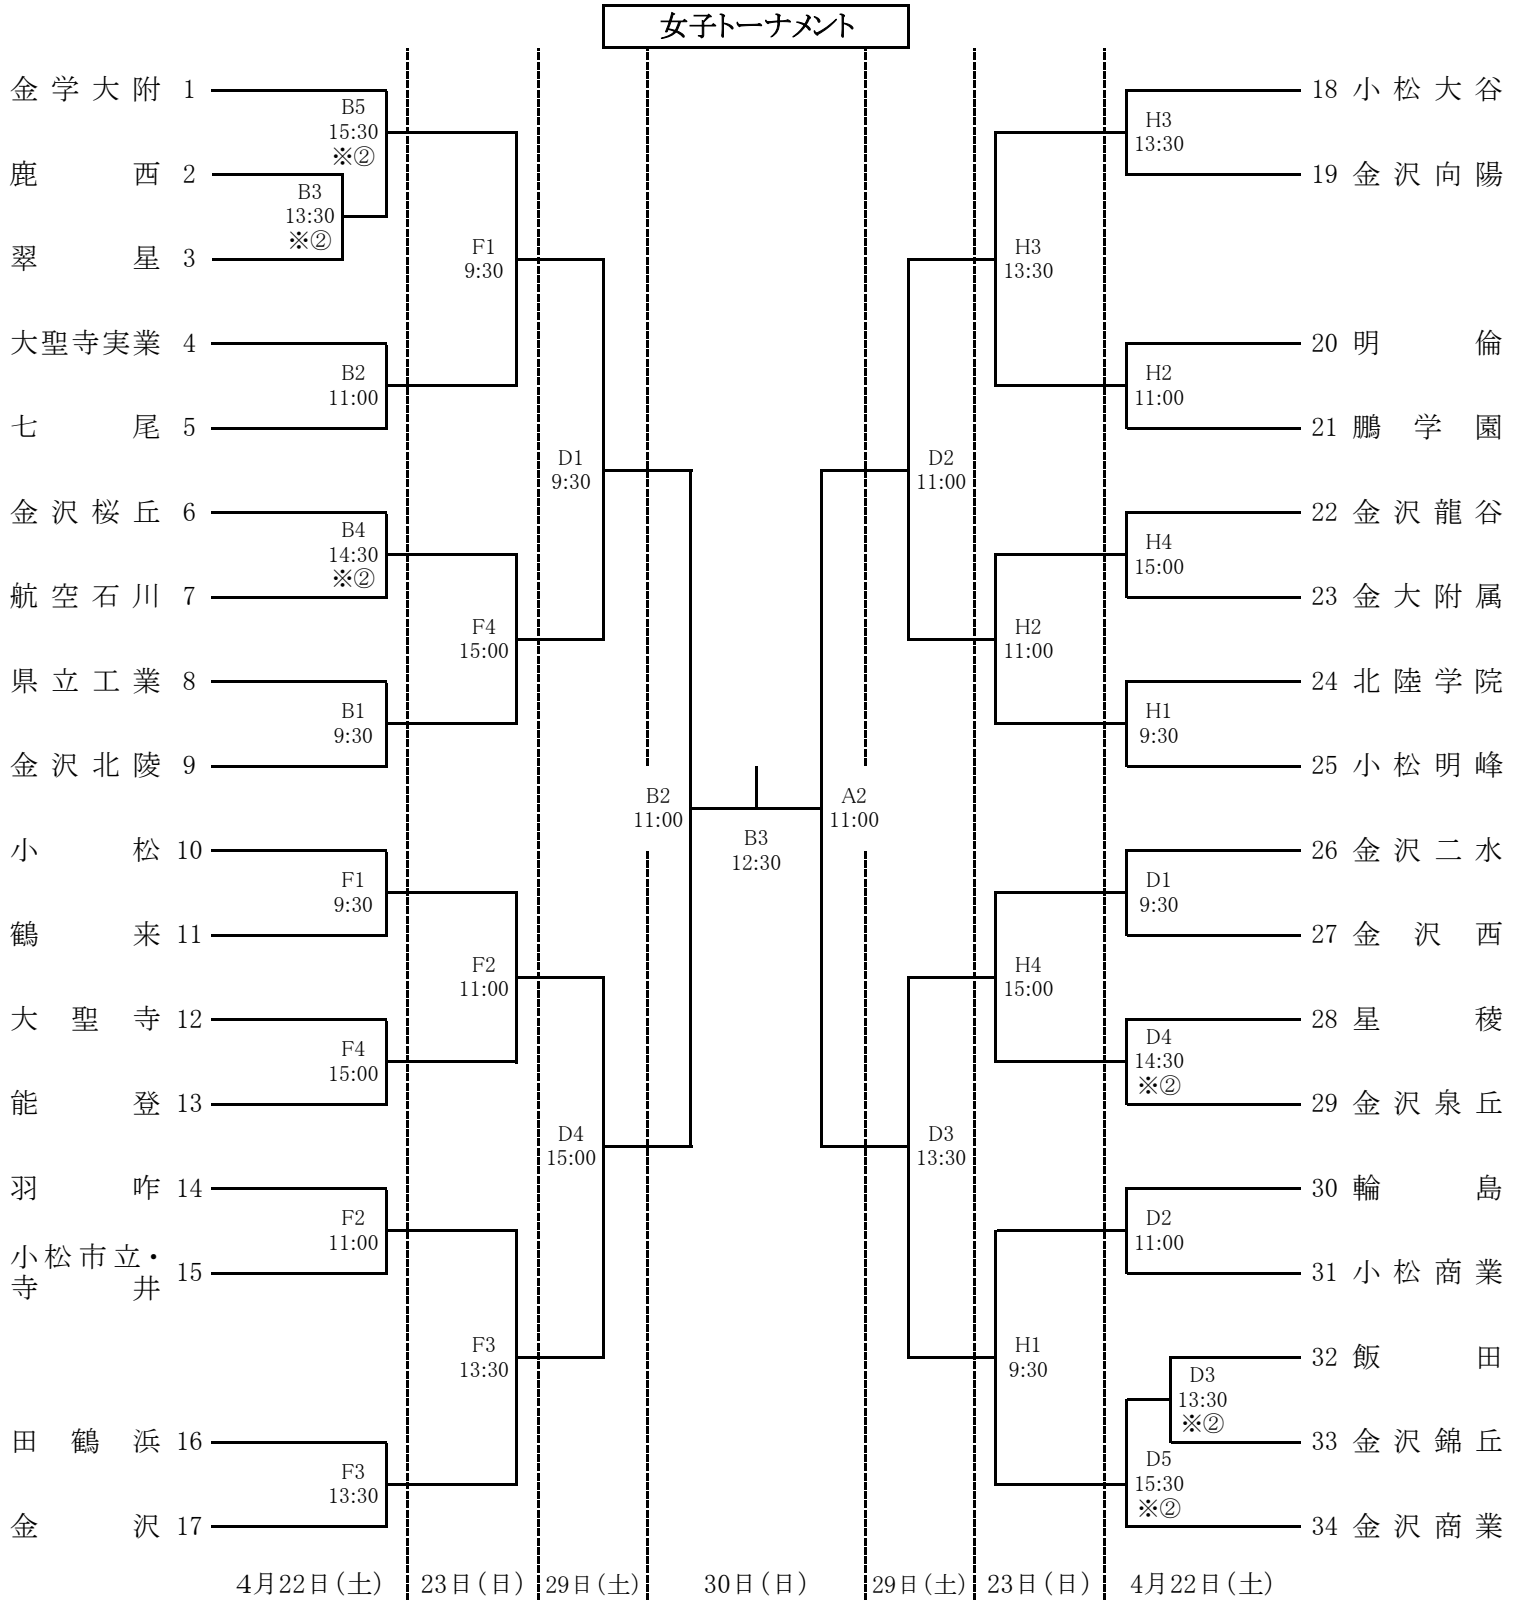 女子トーナメント
金学大附 1
B5
15:30
※②
鹿西 2
B3
13:30
※②
翠星 3
F1
9:30
大聖寺実業 4
B2
11:00
七尾 5
D1
9:30
金沢桜丘 6
B4
14:30
※②
航空石川 7
F4
15:00
県立工業 8
B1
9:30
金沢北陵 9
B2
11:00
小松 10
F1
9:30
鶴来 11
F2
11:00
大聖寺 12
F4
15:00
能登 13
D4
15:00
羽咋 14
F2
11:00
小松市立・
寺井
15
F3
13:30
田鶴浜 16
F3
13:30
金沢 17
B3
12:30
18 小松大谷
H3
13:30
19 金沢向陽
H3
13:30
20 明倫
H2
11:00
21 鵬学園
D2
11:00
22 金沢龍谷
H4
15:00
23 金大附属
H2
11:00
24 北陸学院
H1
9:30
25 小松明峰
A2
11:00
26 金沢二水
D1
9:30
27 金沢西
H4
15:00
28 星稜
D4
14:30
※②
29 金沢泉丘
D3
13:30
30 輪島
D2
11:00
31 小松商業
H1
9:30
32 飯田
D3
13:30
※②
33 金沢錦丘
D5
15:30
※②
34 金沢商業
4月22日(土) 23日(日) 29日(土) 30日(日) 29日(土) 23日(日) 4月22日(土)